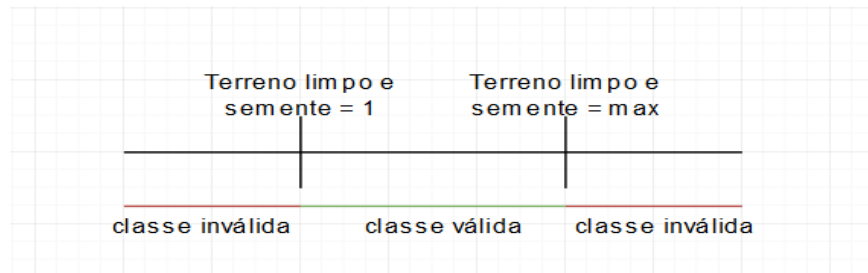 Terreno limpo e
semente = 1
Terreno limpo e
semente = max
classe inválida
classe válida
classe inválida